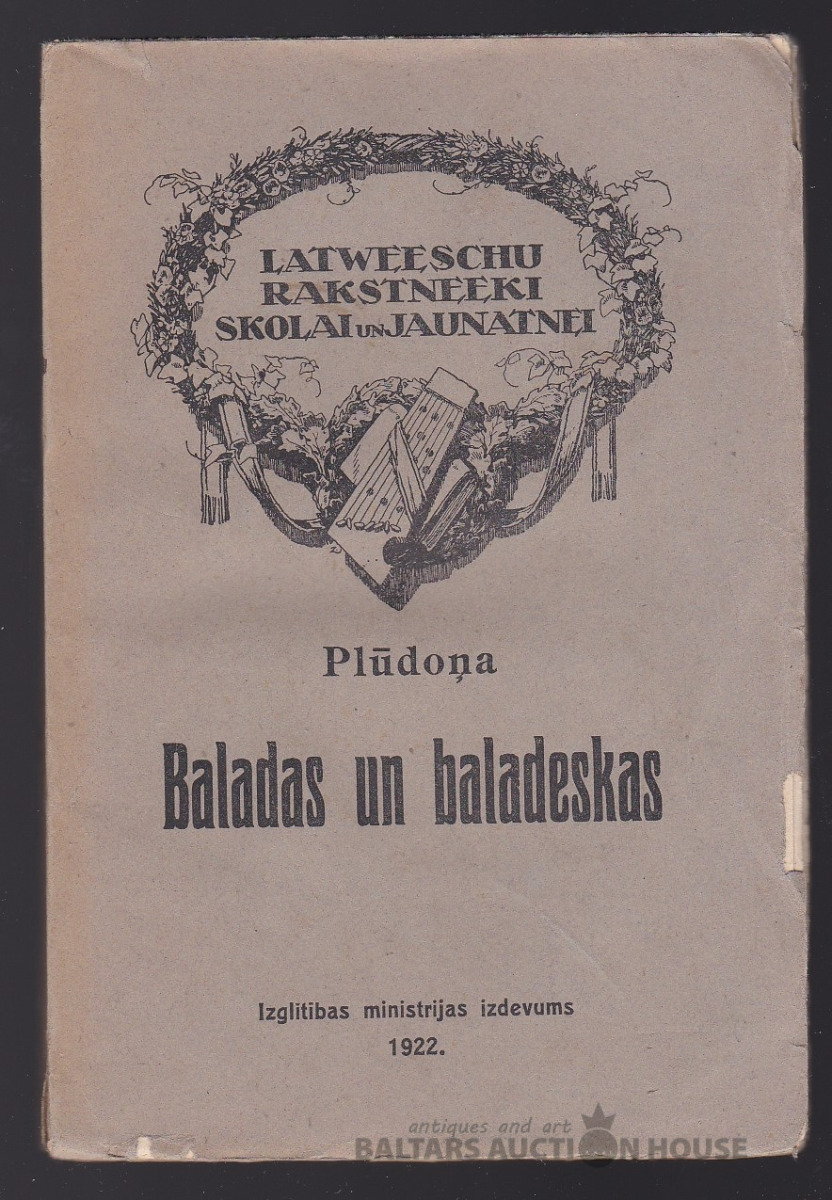 LATWEESCHU
RAKSTNEEKI
SKOLAI UN JAUNATNEI
Plūdoņa
Baladas un baladeskas
Izglītības ministrijas izdevums
1922.
antiques and art
BALTARS AUCTION HOUSE